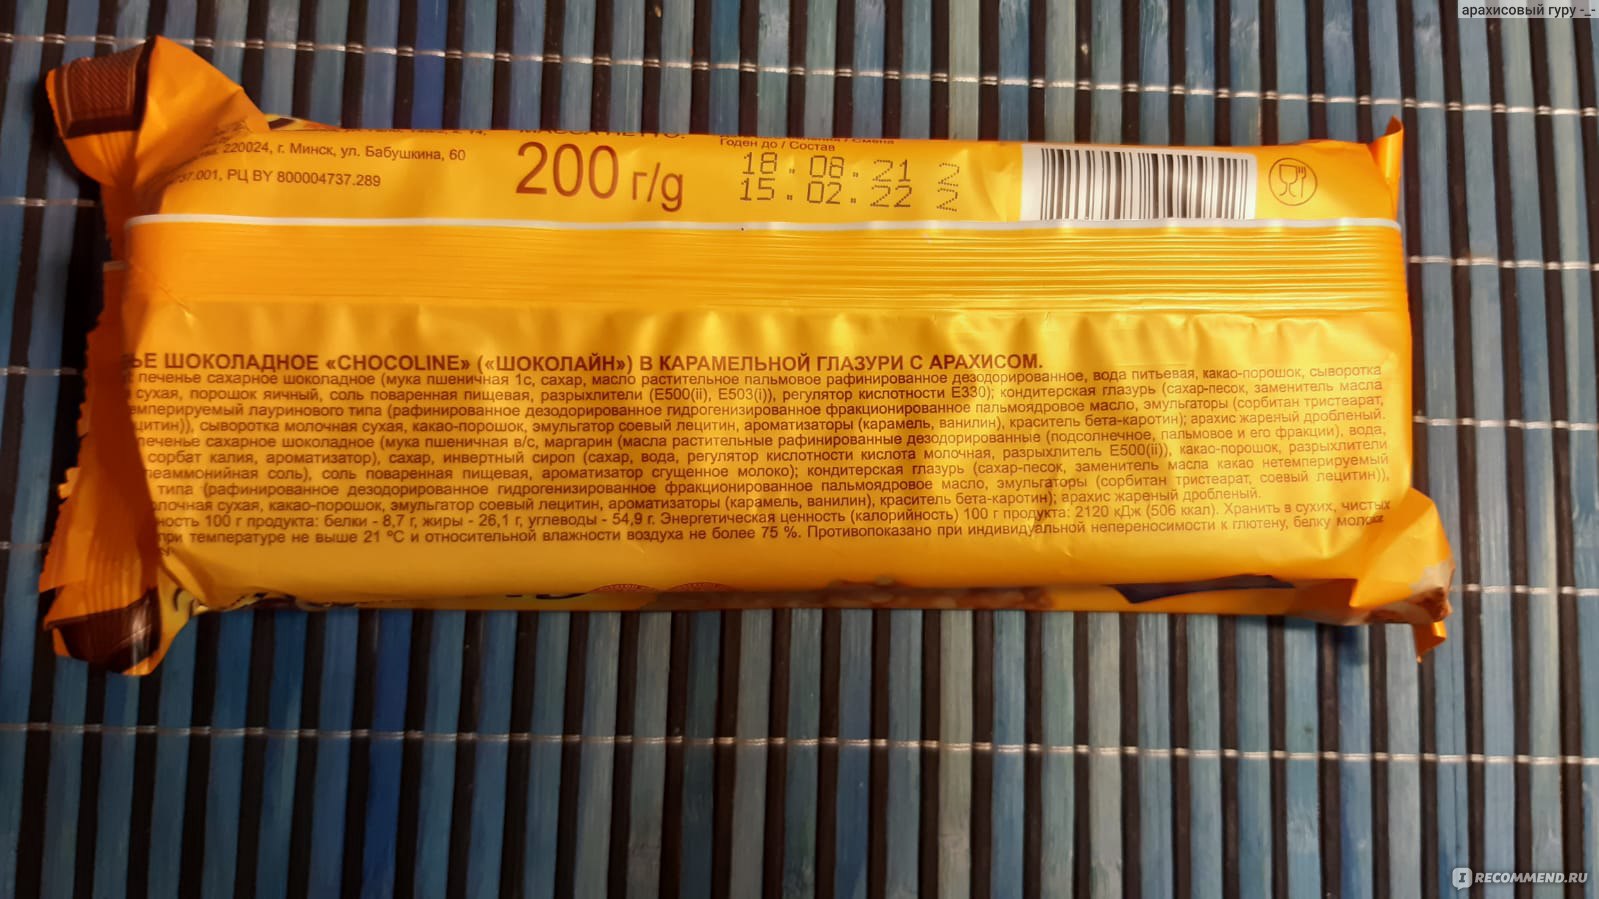 арахисовый гуру -_-
220024, г. Минск, ул. Бабушкина, 60
37.001, РЦ BY 800004737.289
МАССА НЕТТО:
200 г/g
Годен до / Состав
18.08.21 2
15.02.22 2
ЬЕ ШОКОЛАДНОЕ «CHOCOLINE» («ШОКОЛАЙН») В КАРАМЕЛЬНОЙ ГЛАЗУРИ С АРАХИСОМ.
печенье сахарное шоколадное (мука пшеничная 1с, сахар, масло растительное пальмовое рафинированное дезодорированное, вода питьевая, какао-порошок, сыворотка
сухая, порошок яичный, соль поваренная пищевая, разрыхлители (Е500(ii), Е503(i)), регулятор кислотности Е330); кондитерская глазурь (сахар-песок, заменитель масла
емперируемый лауринового типа (рафинированное дезодорированное гидрогенизированное фракционированное пальмоядровое масло, эмульгаторы (сорбитан тристеарат,
цитин)), сыворотка молочная сухая, какао-порошок, эмульгатор соевый лецитин, ароматизаторы (карамель, ванилин), краситель бета-каротин); арахис жареный дробленый.
печенье сахарное шоколадное (мука пшеничная в/с, маргарин (масла растительные рафинированные дезодорированные (подсолнечное, пальмовое и его фракции), вода,
сорбат калия, ароматизатор), сахар, инвертный сироп (сахар, вода, регулятор кислотности кислота молочная, разрыхлитель Е500(ii)), какао-порошок, разрыхлители
леаммонийная соль), соль поваренная пищевая, ароматизатор сгущенное молоко); кондитерская глазурь (сахар-песок, заменитель масла какао нетемперируемый
типа (рафинированное дезодорированное гидрогенизированное фракционированное пальмоядровое масло, эмульгаторы (сорбитан тристеарат, соевый лецитин)),
лочная сухая, какао-порошок, эмульгатор соевый лецитин, ароматизаторы (карамель, ванилин), краситель бета-каротин); арахис жареный дробленый.
ность 100 г продукта: белки - 8,7 г, жиры - 26,1 г, углеводы - 54,9 г. Энергетическая ценность (калорийность) 100 г продукта: 2120 кДж (506 ккал). Хранить в сухих, чистых
при температуре не выше 21 ºС и относительной влажности воздуха не более 75 %. Противопоказано при индивидуальной непереносимости к глютену, белку молока
IRECOMMEND.RU